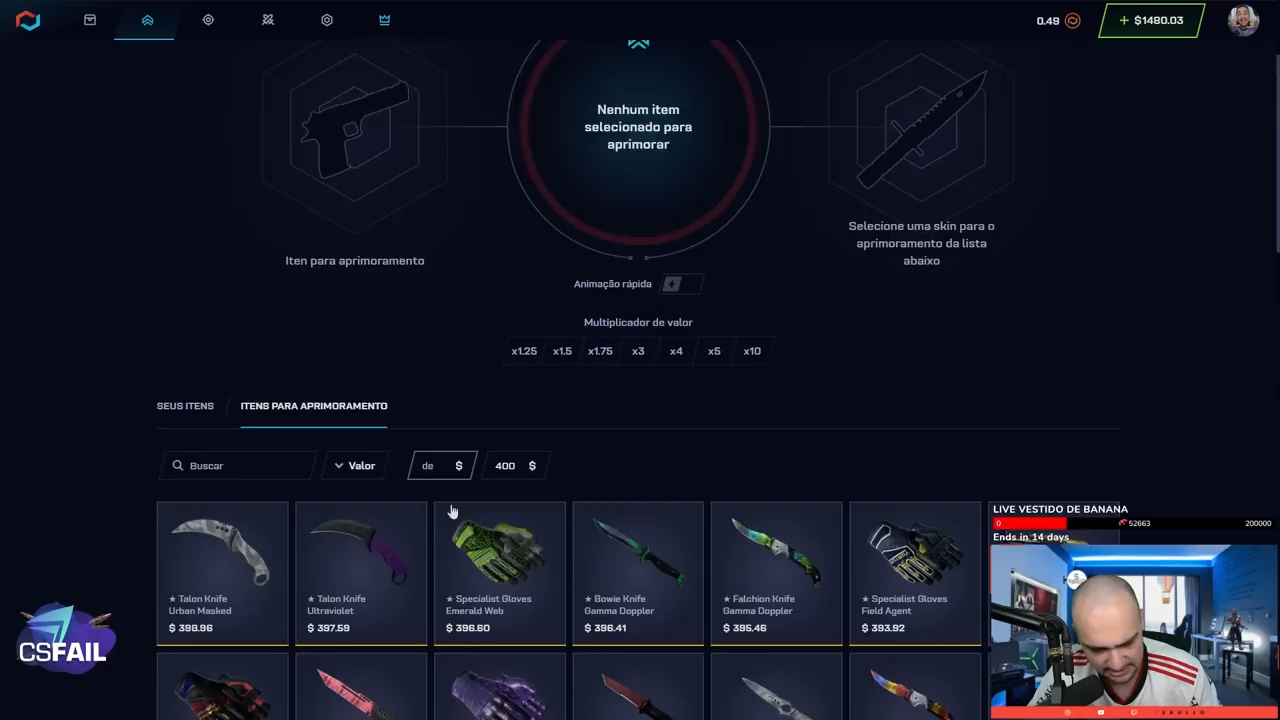 0.49
+ $1480.03
Nenhum item
selecionado para
aprimorar
Iten para aprimoramento
Selecione uma skin para o
aprimoramento da lista
abaixo
Animação rápida
Multiplicador de valor
x1.25 x1.5 x1.75 x3 x4 x5 x10
SEUS ITENS / ITENS PARA APRIMORAMENTO
Buscar
Valor
de $
400 $
★ Talon Knife
Urban Masked
$ 398.96
★ Talon Knife
Ultraviolet
$ 397.59
★ Specialist Gloves
Emerald Web
$ 396.60
★ Bowie Knife
Gamma Doppler
$ 396.41
★ Falchion Knife
Gamma Doppler
$ 395.46
★ Specialist Gloves
Field Agent
$ 393.92
LIVE VESTIDO DE BANANA
0 52663 200000
Ends in 14 days
CSFAIL